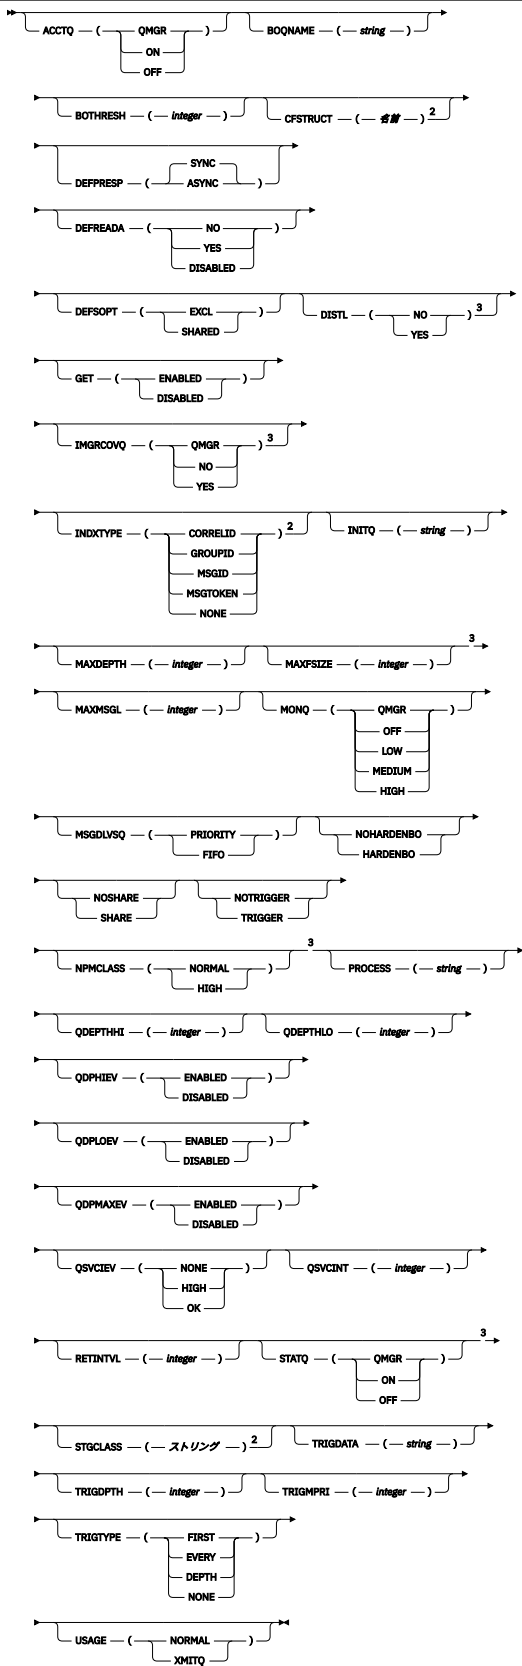 ACCTQ ( QMGR ) BOQNAME ( string )
ON
OFF
BOTHRESH ( integer ) CFSTRUCT ( 名前 ) 2
SYNC
DEFPRESP ( ASYNC )
DEFREADA ( NO )
YES
DISABLED
DEFSOPT ( EXCL ) DISTL ( NO ) 3
SHARED YES
GET ( ENABLED )
DISABLED
IMGRCOVQ ( QMGR ) 3
NO
YES
INDXTYPE ( CORRELID ) 2 INITQ ( string )
GROUPID
MSGID
MSGTOKEN
NONE
MAXDEPTH ( integer ) MAXFSIZE ( integer ) 3
MAXMSGL ( integer ) MONQ ( QMGR )
OFF
LOW
MEDIUM
HIGH
MSGDLVSQ ( PRIORITY ) NOHARDENBO
FIFO HARDENBO
NOSHARE NOTRIGGER
SHARE TRIGGER
NPMCLASS ( NORMAL ) 3 PROCESS ( string )
HIGH
QDEPTHHI ( integer ) QDEPTHLO ( integer )
QDPHIEV ( ENABLED )
DISABLED
QDPLOEV ( ENABLED )
DISABLED
QDPMAXEV ( ENABLED )
DISABLED
QSVCIEV ( NONE ) QSVCINT ( integer )
HIGH
OK
RETINTVL ( integer ) STATQ ( QMGR ) 3
ON
OFF
STGCLASS ( ストリング ) 2 TRIGDATA ( string )
TRIGDPTH ( integer ) TRIGMPRI ( integer )
TRIGTYPE ( FIRST )
EVERY
DEPTH
NONE
USAGE ( NORMAL )
XMITQ